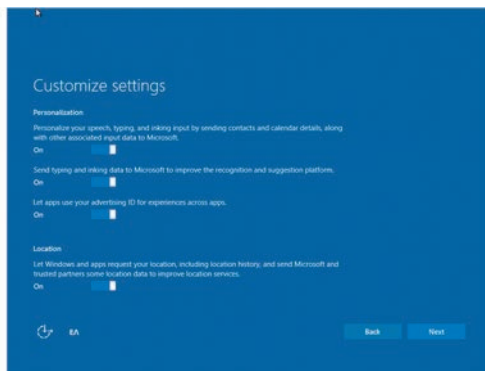 Customize settings
Personalization
Personalize your speech, typing, and inking input by sending contacts and calendar details, along
with other associated input data to Microsoft.
On
Send typing and inking data to Microsoft to improve the recognition and suggestion platform.
On
Let apps use your advertising ID for experiences across apps.
On
Location
Let Windows and apps request your location, including location history, and send Microsoft and
trusted partners some location data to improve location services.
On
ΕΛ
Back
Next